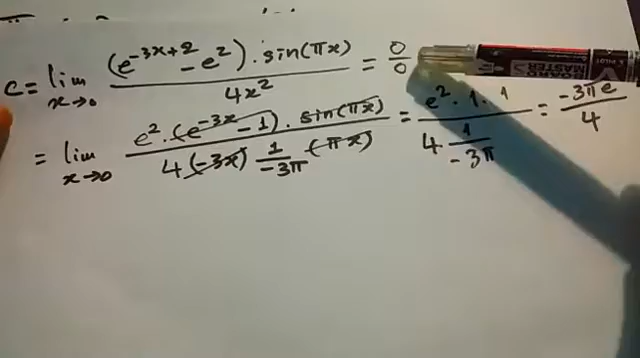 C = lim x→0 (e^(-3x+2) - e^2) . sin(πx) / 4x^2 = 0/0
= lim x→0 e^2 . (e^(-3x) - 1) . sin(πx) / 4 (-3x) 1/(-3π) (πx) = e^2 . 1 . 1 / 4 1/(-3π) = -3πe / 4